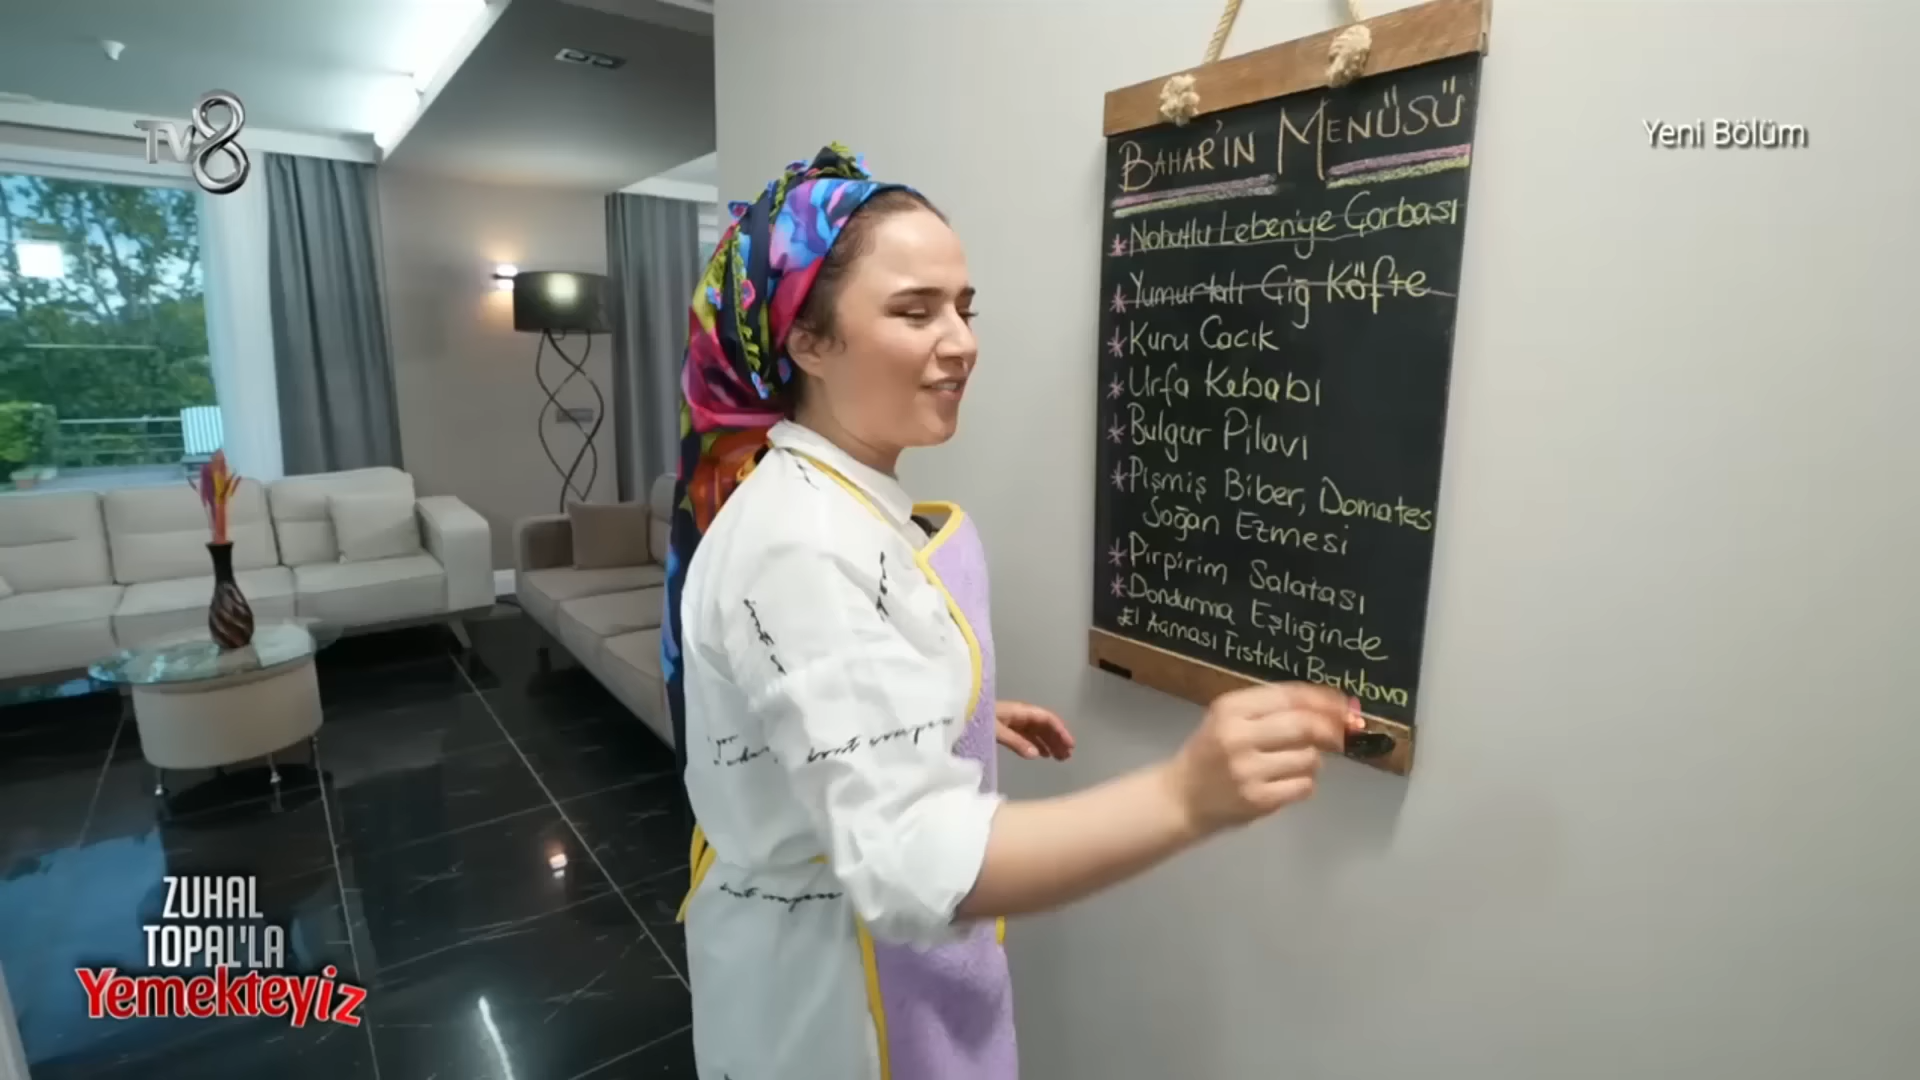 TV8
Yeni Bölüm
BAHAR'IN MENÜSÜ
* Nohutlu Lebeniye Çorbası
* Yumurtalı Çiğ Köfte
* Kuru Cacık
* Urfa Kebabı
* Bulgur Pilavı
* Pişmiş Biber, Domates
Soğan Ezmesi
* Pirpirim Salatası
* Dondurma Eşliğinde
El Açması Fıstıklı Baklava
ZUHAL
TOPAL'LA
Yemekteyiz